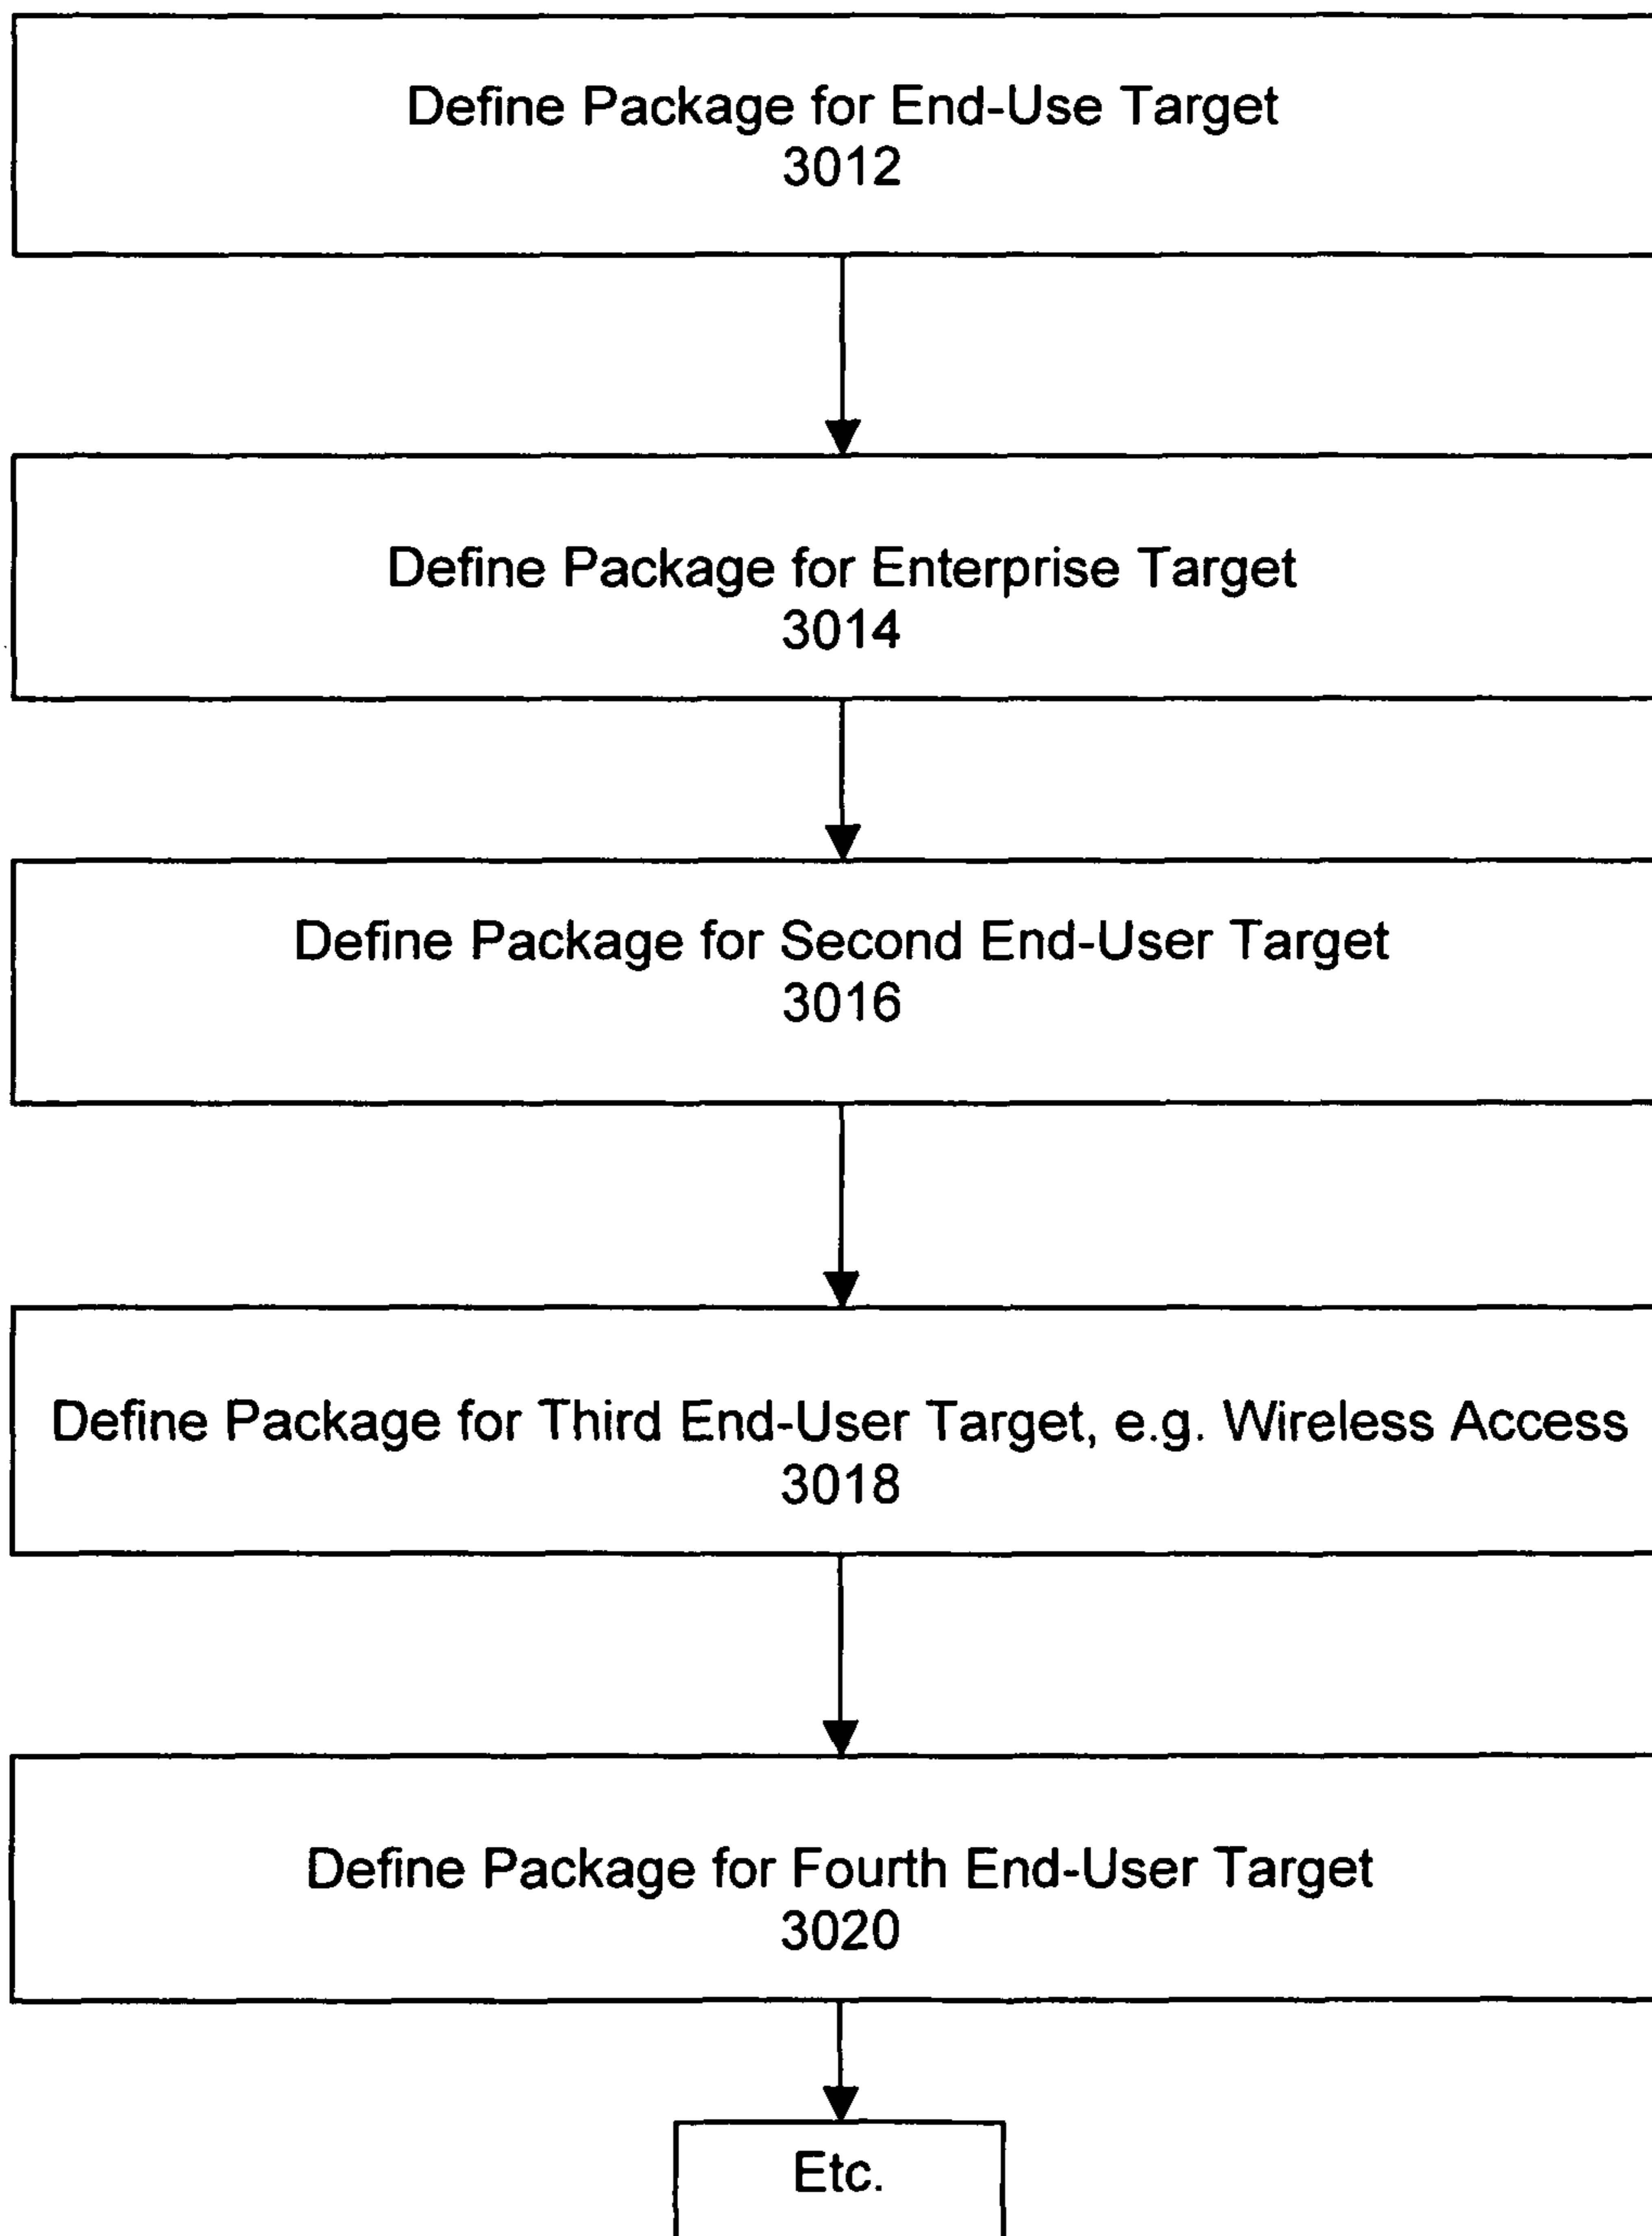 Define Package for End-Use Target
3012
Define Package for Enterprise Target
3014
Define Package for Second End-User Target
3016
Define Package for Third End-User Target, e.g. Wireless Access
3018
Define Package for Fourth End-User Target
3020
Etc.